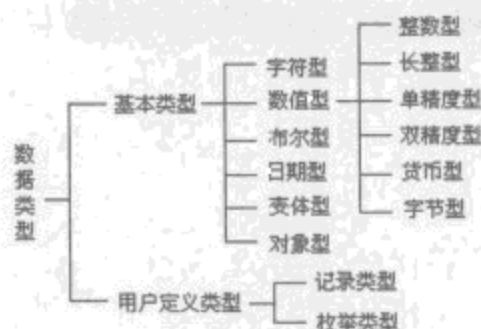 数据类型
基本类型
字符型
数值型
整数型
长整型
单精度型
双精度型
货币型
字节型
布尔型
日期型
变体型
对象型
用户定义类型
记录类型
枚举类型